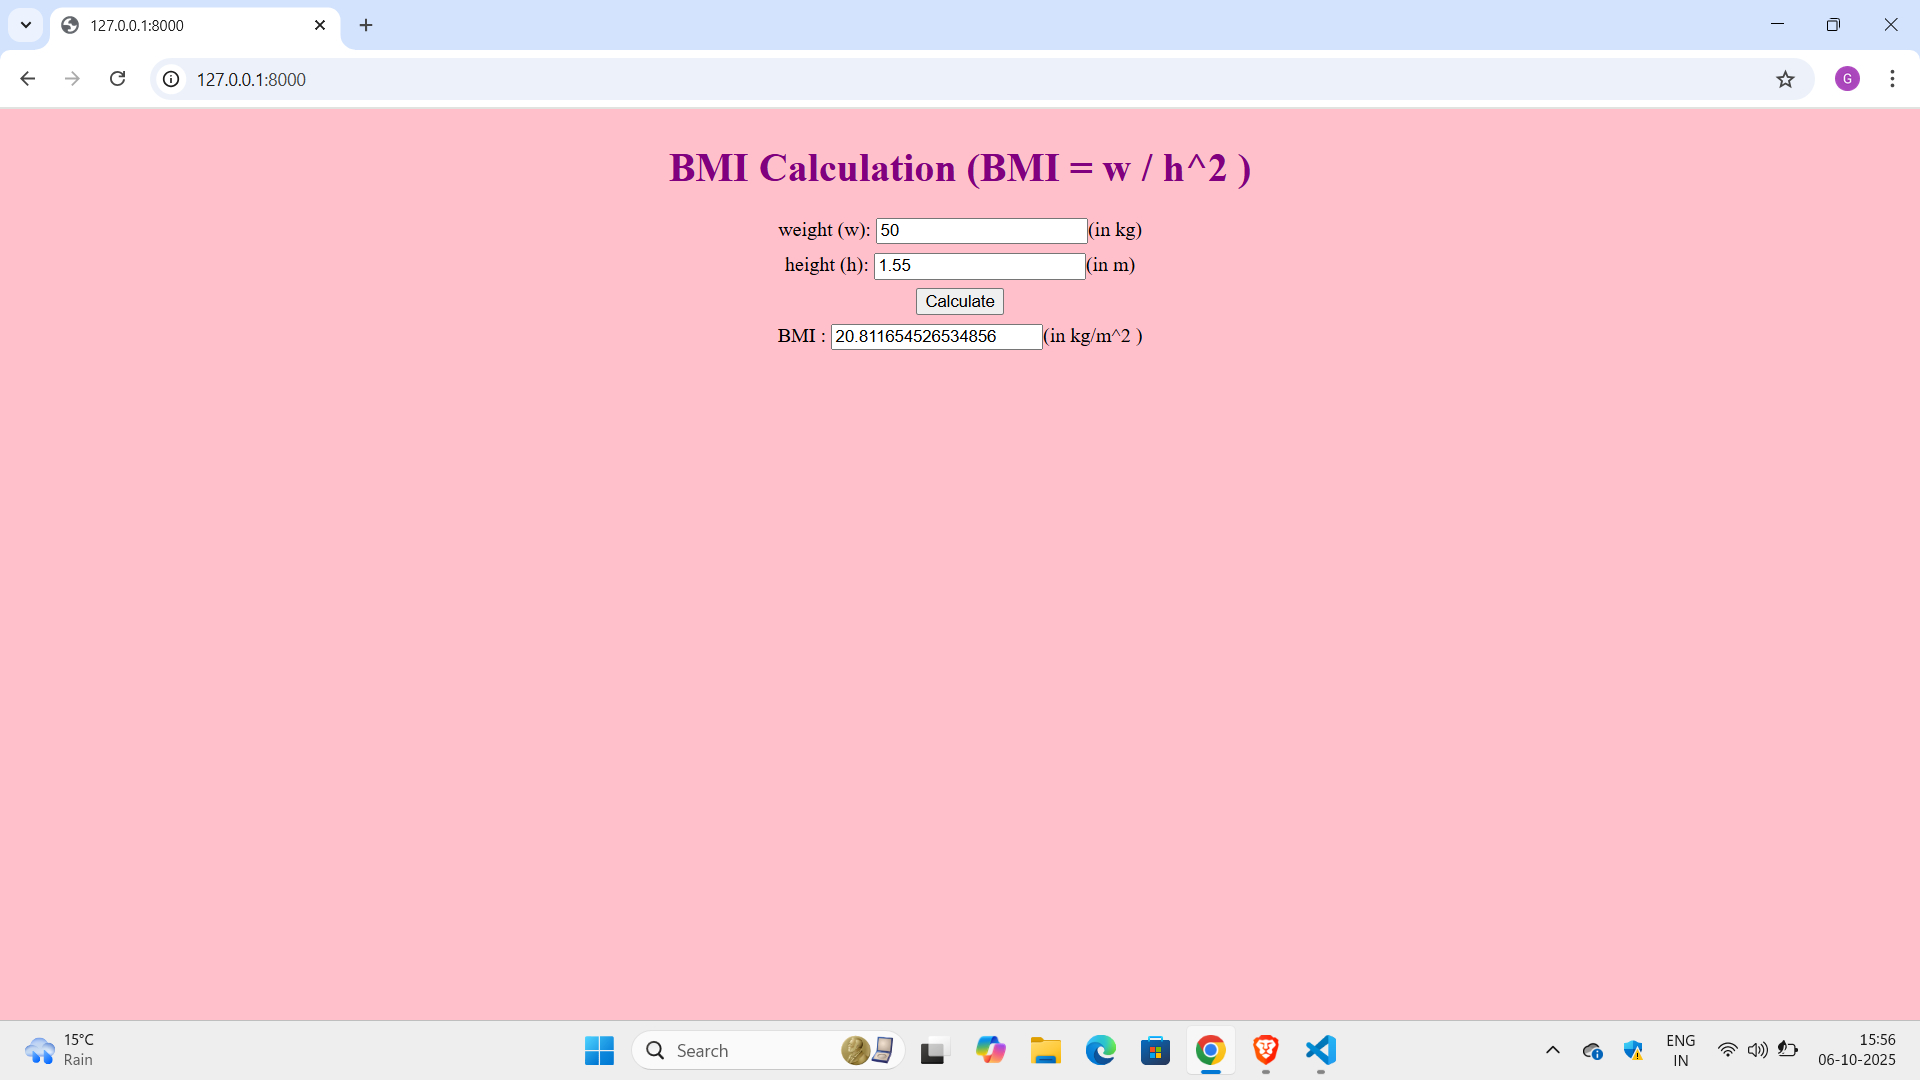 127.0.0.1:8000
127.0.0.1:8000
G
BMI Calculation (BMI = w / h^2 )
weight (w): 50 (in kg)
height (h): 1.55 (in m)
Calculate
BMI : 20.811654526534856 (in kg/m^2 )
15°C
Rain
Search
ENG
IN
15:56
06-10-2025